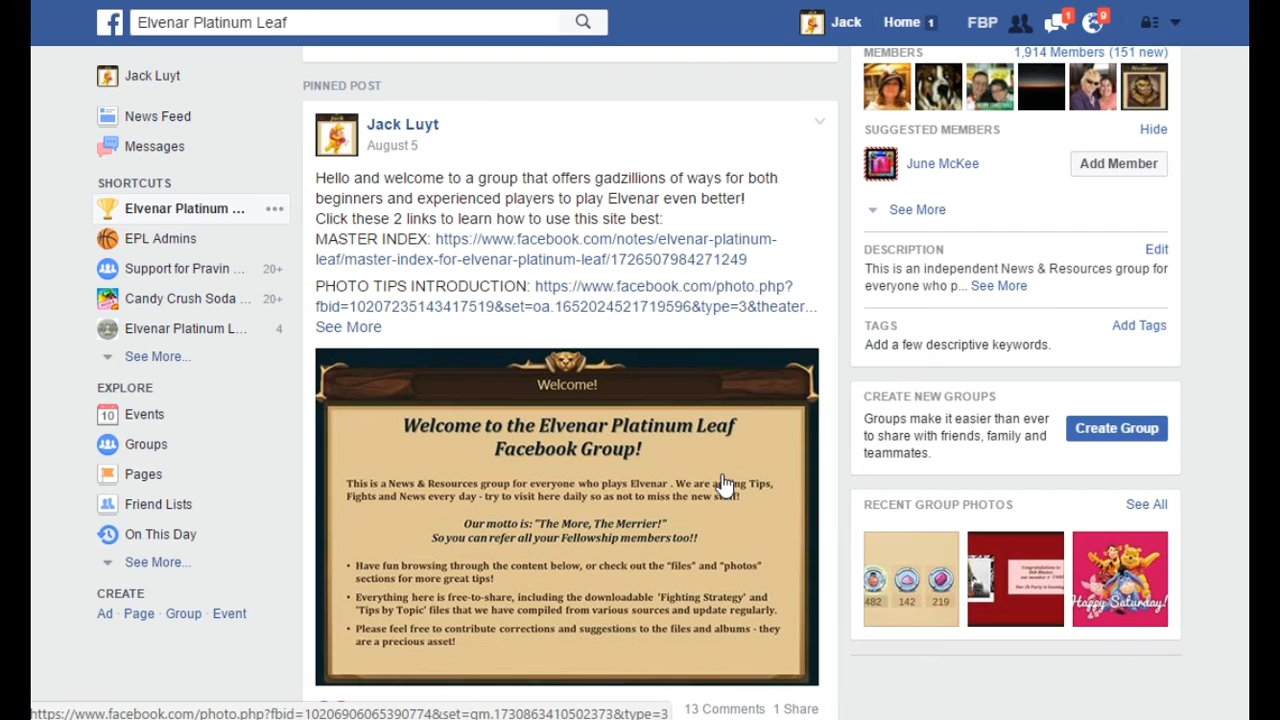 Elvenar Platinum Leaf
Jack
Home 1
FBP
1
9
Jack Luyt
News Feed
Messages
SHORTCUTS
Elvenar Platinum ...
EPL Admins
Support for Pravin ... 20+
Candy Crush Soda ... 20+
Elvenar Platinum L... 4
See More...
EXPLORE
10 Events
Groups
Pages
Friend Lists
On This Day
See More...
CREATE
Ad · Page · Group · Event
PINNED POST
Jack Luyt
August 5
Hello and welcome to a group that offers gadzillions of ways for both
beginners and experienced players to play Elvenar even better!
Click these 2 links to learn how to use this site best:
MASTER INDEX: https://www.facebook.com/notes/elvenar-platinum-
leaf/master-index-for-elvenar-platinum-leaf/1726507984271249
PHOTO TIPS INTRODUCTION: https://www.facebook.com/photo.php?
fbid=10207235143417519&set=oa.1652024521719596&type=3&theater...
See More
Welcome!
Welcome to the Elvenar Platinum Leaf
Facebook Group!
This is a News & Resources group for everyone who plays Elvenar . We are Tips,
Fights and News every day - try to visit here daily so as not to miss the new
Our motto is: "The More, The Merrier!"
So you can refer all your Fellowship members too!!
• Have fun browsing through the content below, or check out the "files" and "photos"
sections for more great tips!
• Everything here is free-to-share, including the downloadable 'Fighting Strategy' and
'Tips by Topic' files that we have compiled from various sources and update regularly.
• Please feel free to contribute corrections and suggestions to the files and albums - they
are a precious asset!
13 Comments 1 Share
https://www.facebook.com/photo.php?fbid=10206906065390774&set=gm.1730863410502373&type=3
MEMBERS
1,914 Members (151 new)
SUGGESTED MEMBERS
Hide
June McKee
Add Member
See More
DESCRIPTION
Edit
This is an independent News & Resources group for
everyone who p... See More
TAGS
Add Tags
Add a few descriptive keywords.
CREATE NEW GROUPS
Groups make it easier than ever
to share with friends, family and
teammates.
Create Group
RECENT GROUP PHOTOS
See All
482 142 219
Happy Saturday!